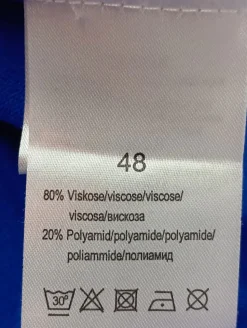 48
80% Viskose/viscose/viscose/
viscosa/вискоза
20% Polyamid/polyamide/polyamide/
poliammide/полиамид
30°